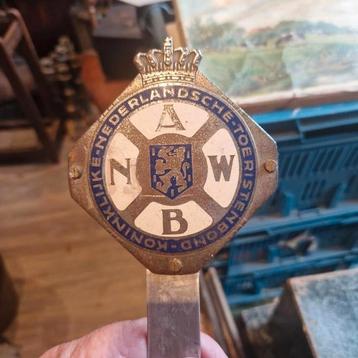 KONINKLIJKE-NEDERLANDSCHE-TOERISTENBOND-
A
N W
B